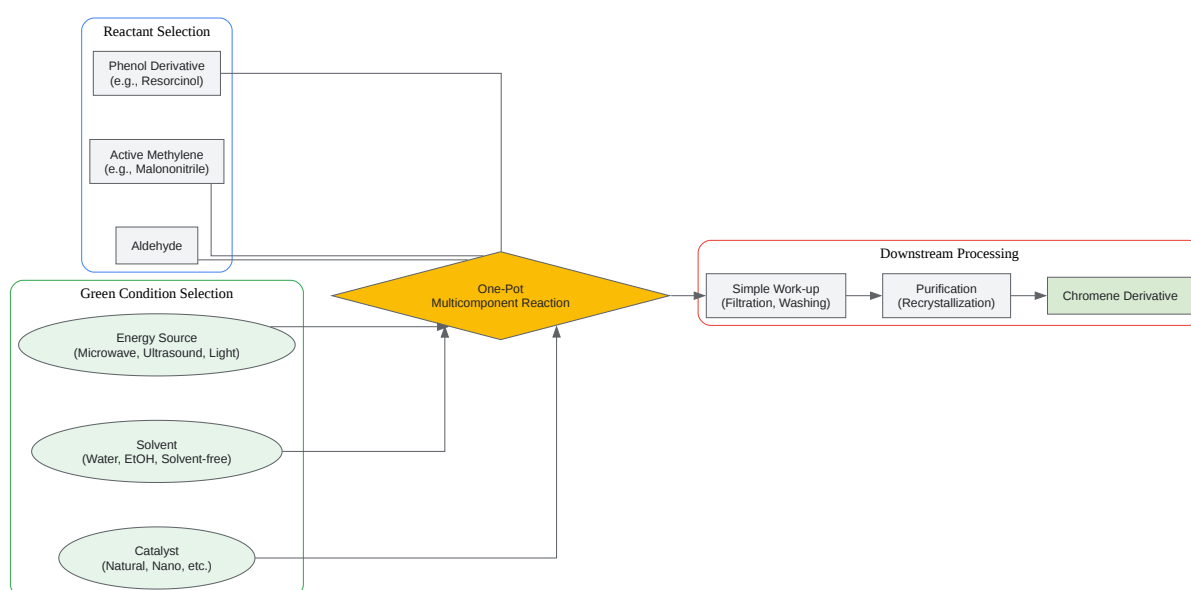 Reactant Selection
Phenol Derivative
(e.g., Resorcinol)
Active Methylene
(e.g., Malononitrile)
Aldehyde
Green Condition Selection
Energy Source
(Microwave, Ultrasound, Light)
Solvent
(Water, EtOH, Solvent-free)
Catalyst
(Natural, Nano, etc.)
One-Pot
Multicomponent Reaction
Downstream Processing
Simple Work-up
(Filtration, Washing)
Purification
(Recrystallization)
Chromene Derivative